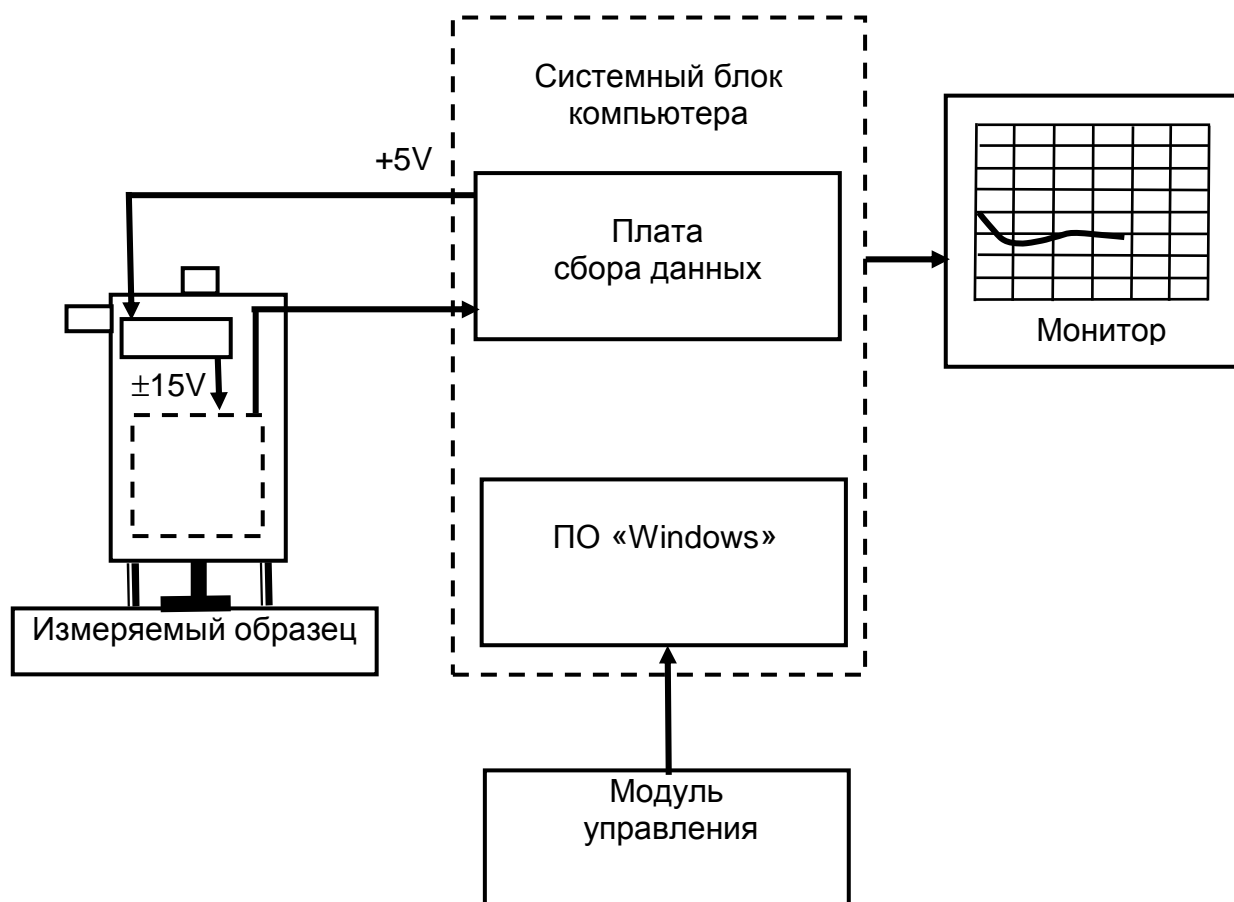 Системный блок
компьютера
+5V
Плата
сбора данных
Монитор
±15V
ПО «Windows»
Измеряемый образец
Модуль
управления